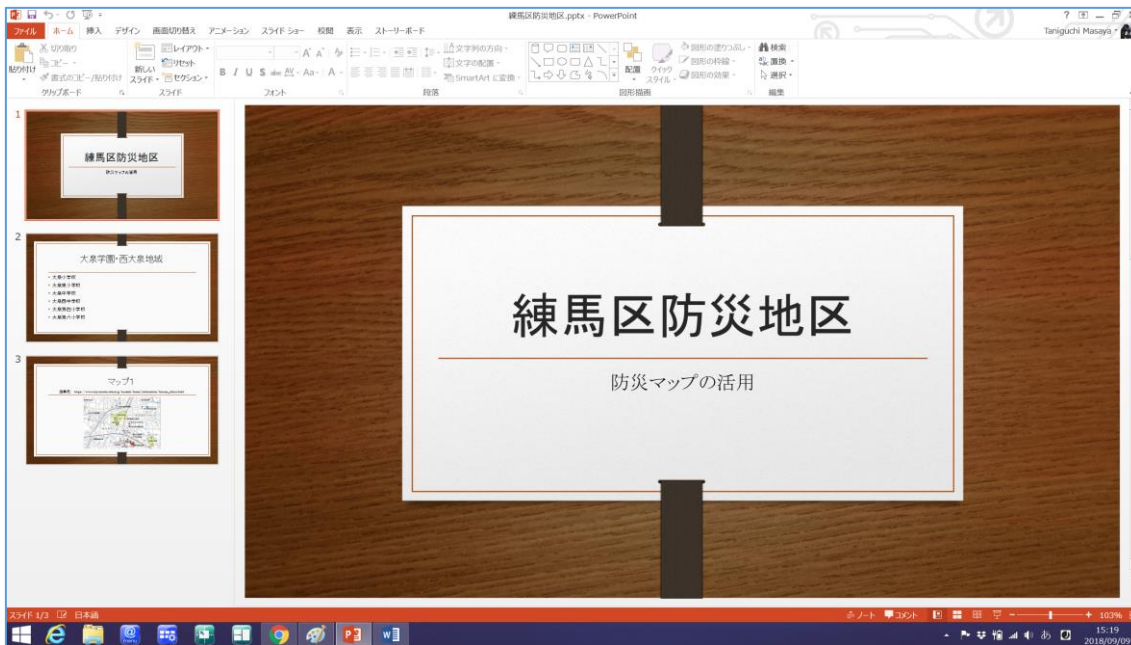 練馬区防災地区.pptx - PowerPoint
Taniguchi Masaya
ファイル ホーム 挿入 デザイン 画面切り替え アニメーション スライド ショー 校閲 表示 ストーリーボード
切り取り
コピー
書式のコピー/貼り付け
貼り付け
クリップボード
新しい
スライド
レイアウト
リセット
セクション
スライド
フォント
文字列の方向
文字の配置
SmartArt に変換
段落
配置
クイック
スタイル
図形の塗りつぶし
図形の枠線
図形の効果
図形描画
検索
置換
選択
編集
1
練馬区防災地区
防災マップの活用
2
大泉学園・西大泉地域
3
マップ1
練馬区防災地区
防災マップの活用
スライド 1/3 日本語
ノート コメント 103%
15:19
2018/09/09